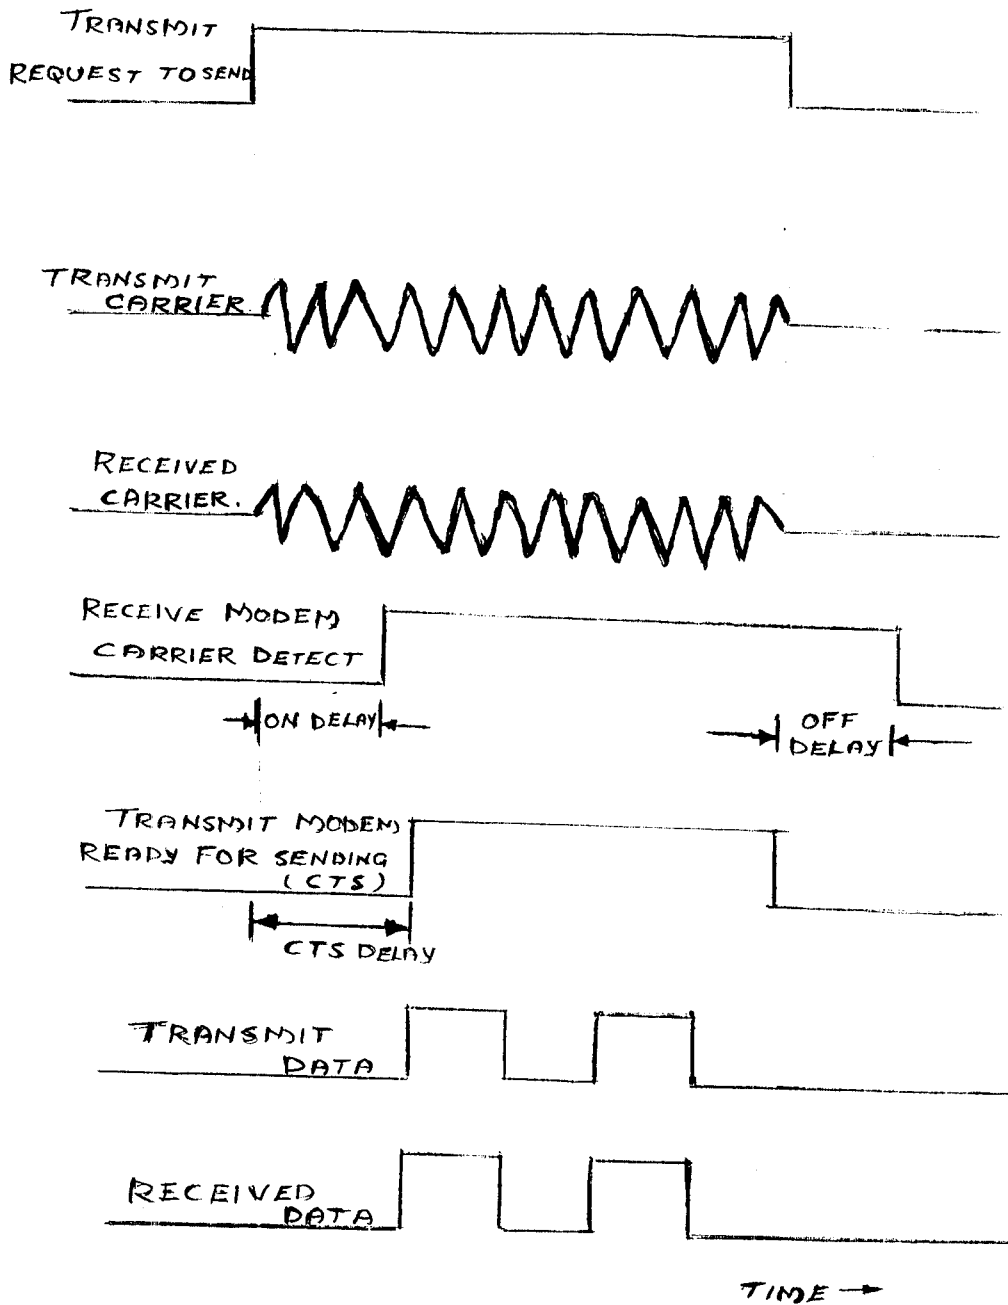 TRANSMIT
REQUEST TO SEND
TRANSMIT
CARRIER
RECEIVED
CARRIER.
RECEIVE MODEM
CARRIER DETECT
ON DELAY
OFF
DELAY
TRANSMIT MODEM
READY FOR SENDING
(CTS)
CTS DELAY
TRANSMIT
DATA
RECEIVED
DATA
TIME